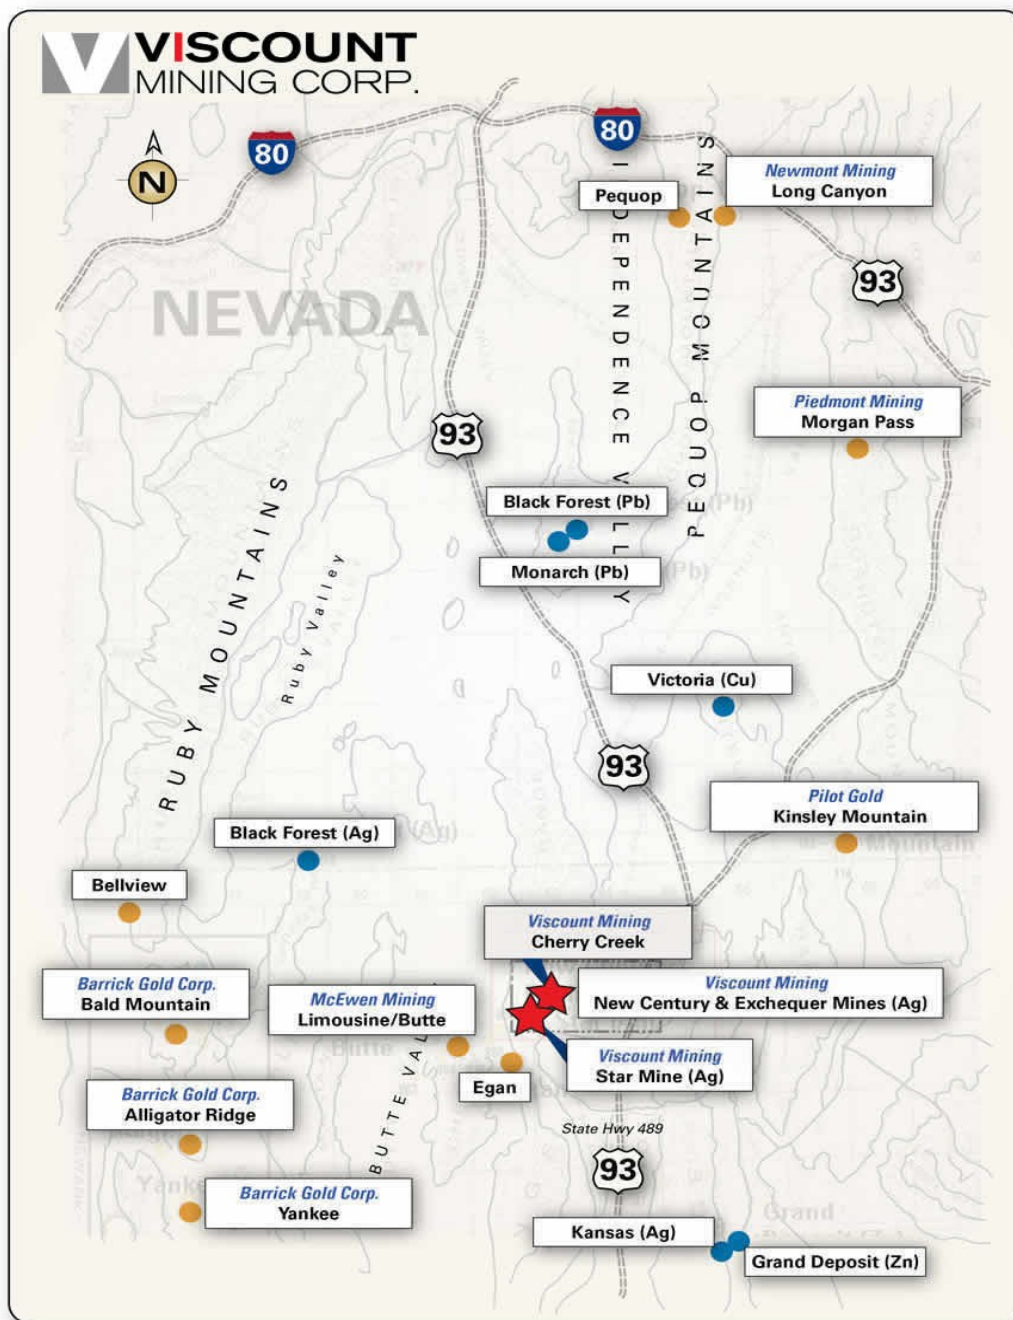 VISCOUNT
MINING CORP.
80
80
N
Newmont Mining
Long Canyon
Pequop
INDEPENDENCE VALLEY
PEQUOP MOUNTAINS
93
NEVADA
Piedmont Mining
Morgan Pass
93
Black Forest (Pb)
Monarch (Pb)
RUBY MOUNTAINS
Ruby Valley
Victoria (Cu)
93
Pilot Gold
Kinsley Mountain
Mountain
Black Forest (Ag)
Bellview
Viscount Mining
Cherry Creek
Barrick Gold Corp.
Bald Mountain
McEwen Mining
Limousine/Butte
Butte
Viscount Mining
New Century & Exchequer Mines (Ag)
Viscount Mining
Star Mine (Ag)
Egan
Barrick Gold Corp.
Alligator Ridge
BUTTE VAL
State Hwy 489
93
Barrick Gold Corp.
Yankee
Kansas (Ag)
Grand
Grand Deposit (Zn)